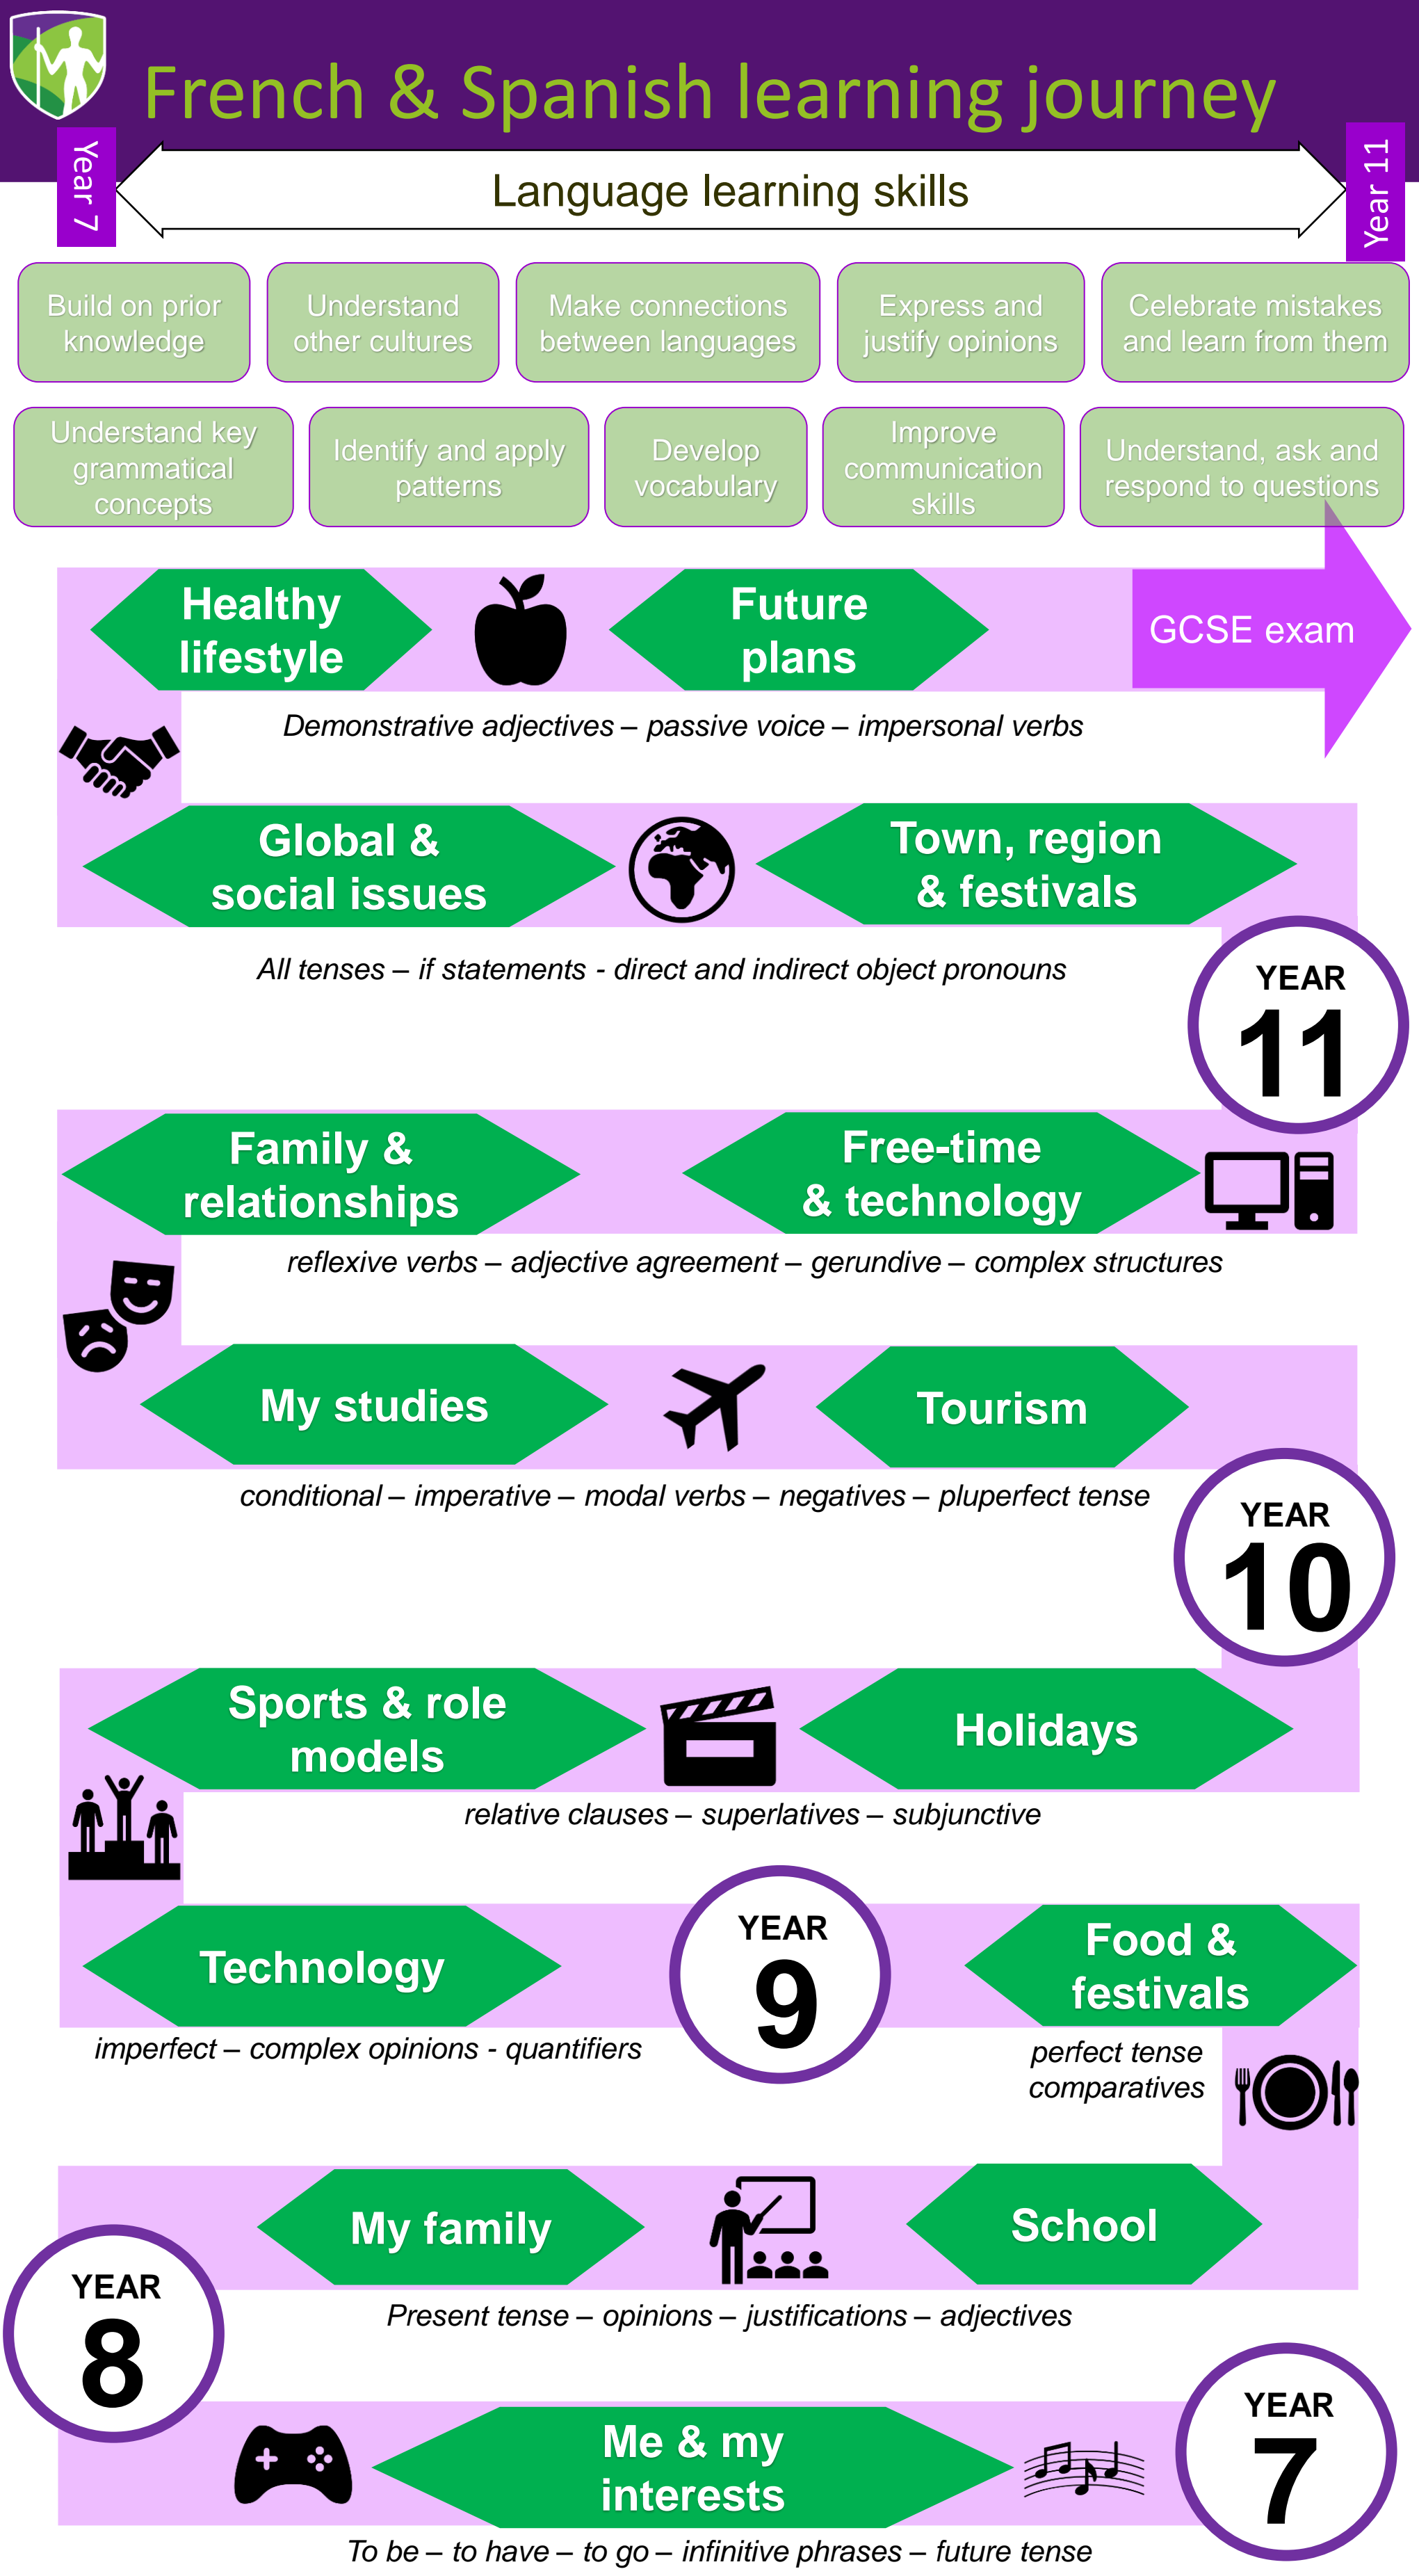 French & Spanish learning journey
Year 7
Language learning skills
Year 11
Build on prior
knowledge
Understand
other cultures
Make connections
between languages
Express and
justify opinions
Celebrate mistakes
and learn from them
Understand key
grammatical
concepts
Identify and apply
patterns
Develop
vocabulary
Improve
communication
skills
Understand, ask and
respond to questions
Healthy
lifestyle
Future
plans
GCSE exam
Demonstrative adjectives – passive voice – impersonal verbs
Global &
social issues
Town, region
& festivals
All tenses – if statements - direct and indirect object pronouns
YEAR
11
Family &
relationships
Free-time
& technology
reflexive verbs – adjective agreement – gerundive – complex structures
My studies
Tourism
conditional – imperative – modal verbs – negatives – pluperfect tense
YEAR
10
Sports & role
models
Holidays
relative clauses – superlatives – subjunctive
Technology
YEAR
9
Food &
festivals
imperfect – complex opinions - quantifiers
perfect tense
comparatives
My family
School
YEAR
8
Present tense – opinions – justifications – adjectives
Me & my
interests
YEAR
7
To be – to have – to go – infinitive phrases – future tense